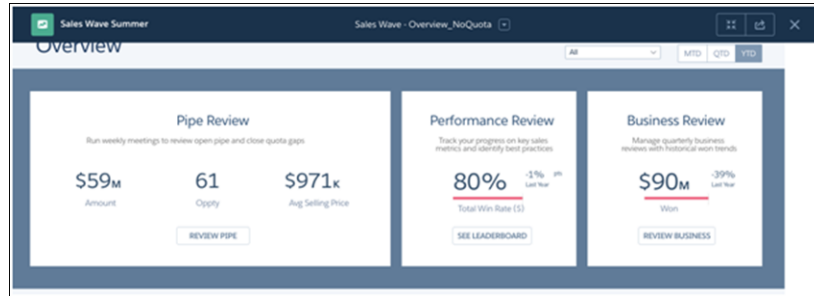 Sales Wave Summer
Sales Wave - Overview_NoQuota
Overview
All
MTD QTD YTD
Pipe Review
Run weekly meetings to review open pipe and close quota gaps
$59M
Amount
61
Oppty
$971K
Avg Selling Price
REVIEW PIPE
Performance Review
Track your progress on key sales
metrics and identify best practices
80%
-1% pts
Last Year
Total Win Rate ($)
SEE LEADERBOARD
Business Review
Manage quarterly business
reviews with historical won trends
$90M
-39%
Last Year
Won
REVIEW BUSINESS